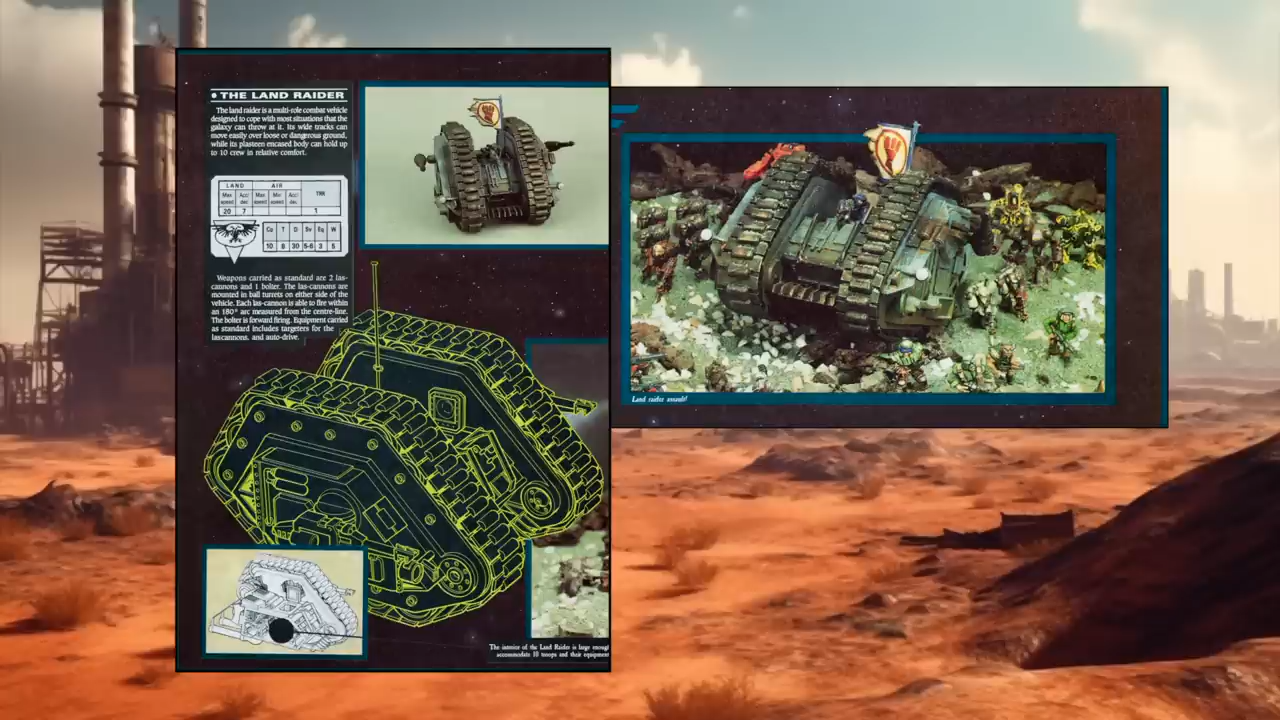 • THE LAND RAIDER
The land raider is a multi-role combat vehicle
designed to cope with most situations that the
galaxy can throw at it. Its wide tracks can
move easily over loose or dangerous ground,
while its plasteen encased body can hold up
to 10 crew in relative comfort.
LAND AIR
Max speed Acc/ dec Max speed Min speed Acc/ dec TRR
20 7 1
Co T D Sv Eq W
10 8 30 5-6 3 5
Weapons carried as standard are 2 las-
cannons and 1 bolter. The las-cannons are
mounted in ball turrets on either side of the
vehicle. Each las-cannon is able to fire within
an 180° arc measured from the centre-line.
The bolter is forward firing. Equipment carried
as standard includes targeters for the
lascannons, and auto-drive.
The interior of the Land Raider is large enough
accommodate 10 troops and their equipment
Land raider assault!